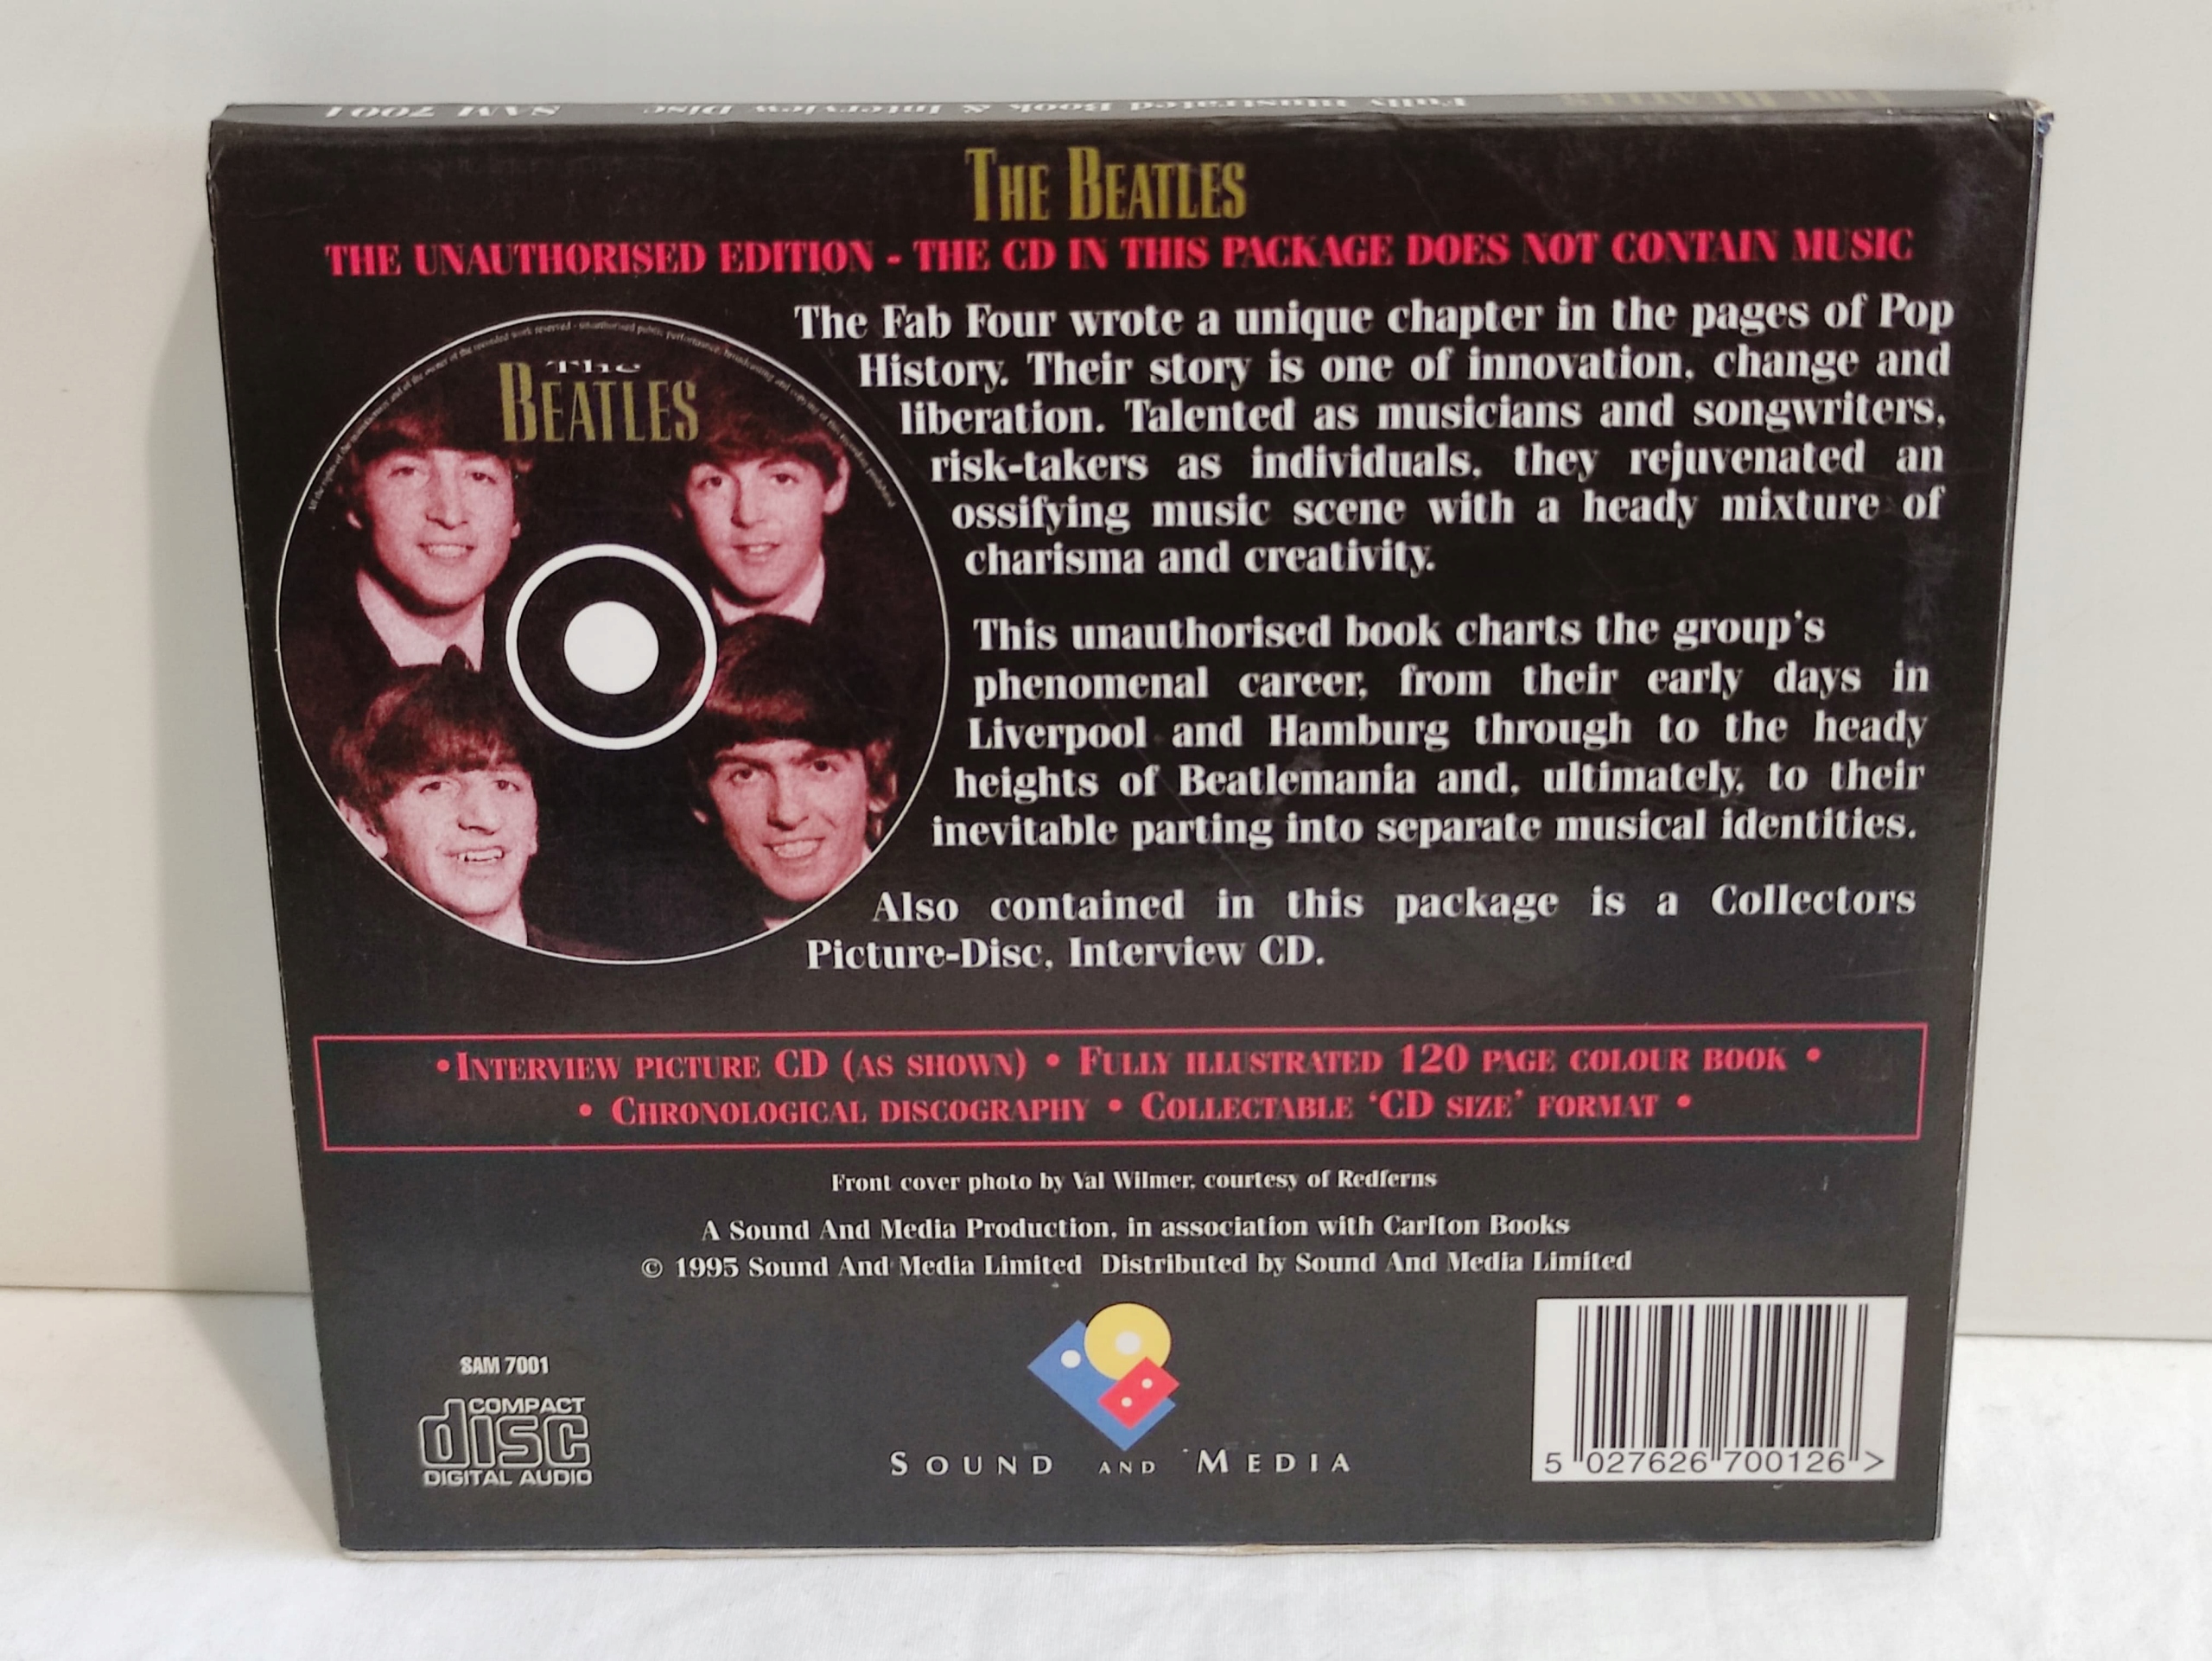 SAM 7001 Fully Illustrated Book & Interview Disc THE BEATLES
THE BEATLES
THE UNAUTHORISED EDITION - THE CD IN THIS PACKAGE DOES NOT CONTAIN MUSIC
The
BEATLES
The Fab Four wrote a unique chapter in the pages of Pop
History. Their story is one of innovation, change and
liberation. Talented as musicians and songwriters,
risk-takers as individuals, they rejuvenated an
ossifying music scene with a heady mixture of
charisma and creativity.
This unauthorised book charts the group's
phenomenal career, from their early days in
Liverpool and Hamburg through to the heady
heights of Beatlemania and, ultimately, to their
inevitable parting into separate musical identities.
Also contained in this package is a Collectors
Picture-Disc, Interview CD.
• INTERVIEW PICTURE CD (AS SHOWN) • FULLY ILLUSTRATED 120 PAGE COLOUR BOOK •
• CHRONOLOGICAL DISCOGRAPHY • COLLECTABLE 'CD SIZE' FORMAT •
Front cover photo by Val Wilmer, courtesy of Redferns
A Sound And Media Production, in association with Carlton Books
© 1995 Sound And Media Limited Distributed by Sound And Media Limited
SAM 7001
COMPACT
disc
DIGITAL AUDIO
SOUND AND MEDIA
5 027626 700126 >